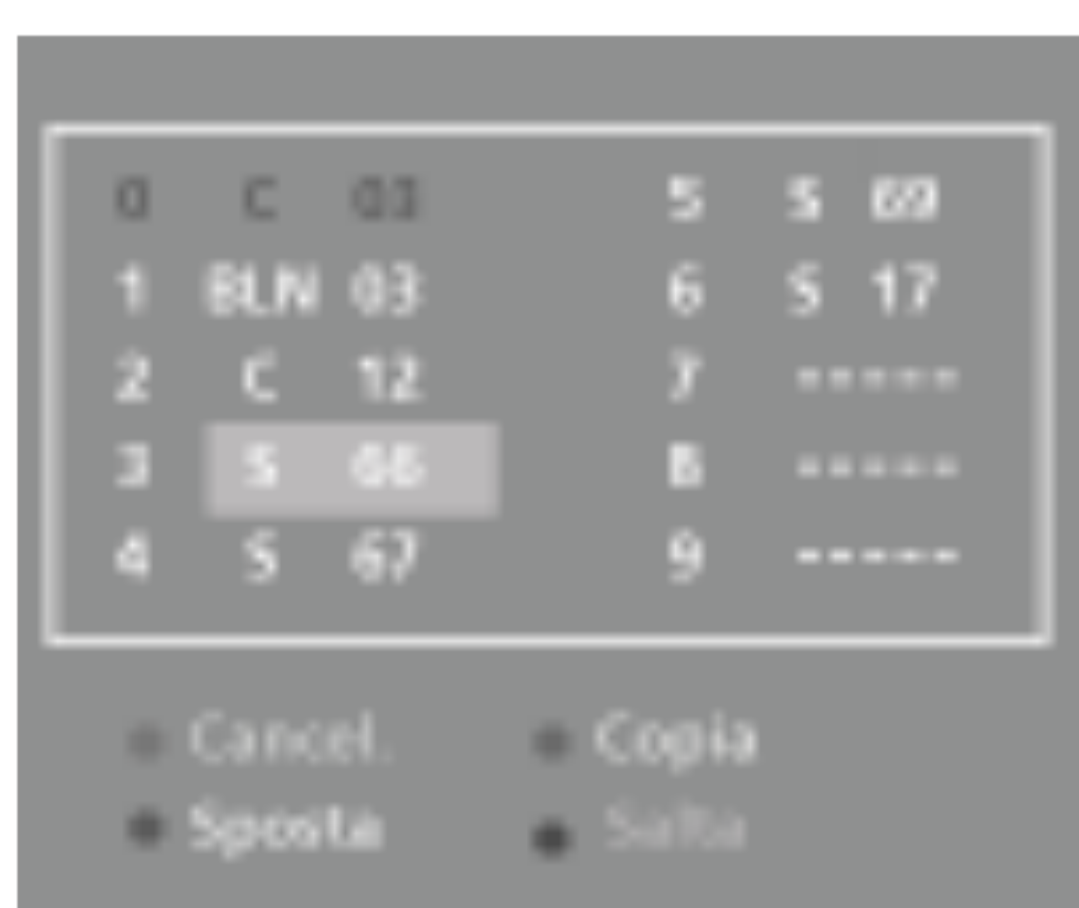 0 C 03 5 S 69
1 BLN 03 6 S 17
2 C 12 7 -----
3 S 66 8 -----
4 S 67 9 -----
Cancel. Copia
Sposta Salta